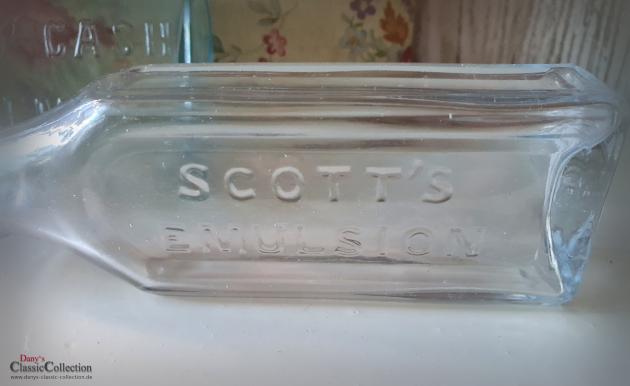 CASH
SCOTT'S
EMULSION
Dany's
ClassicCollection
www.danys-classic-collection.de